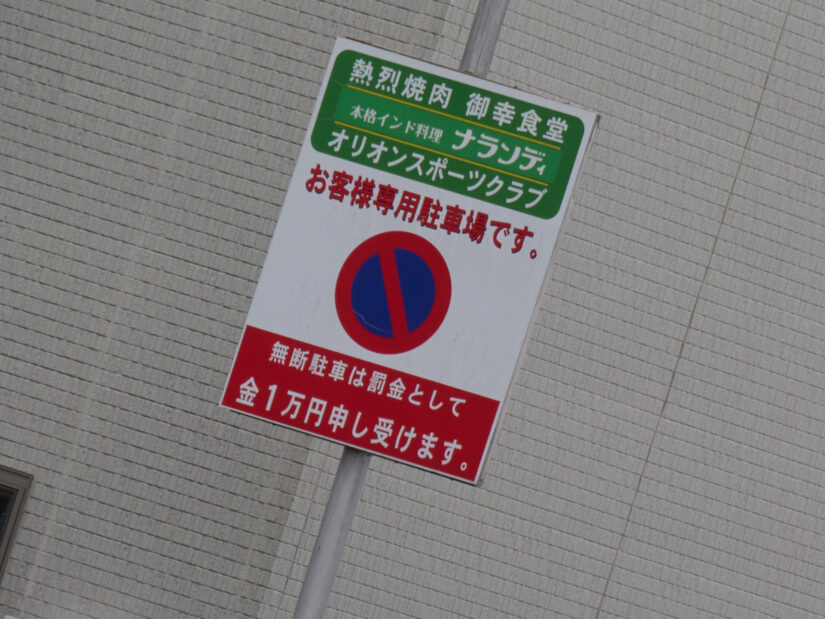 熱烈焼肉 御幸食堂
本格インド料理 ナランディ
オリオンスポーツクラブ
お客様専用駐車場です。
無断駐車は罰金として
金1万円申し受けます。